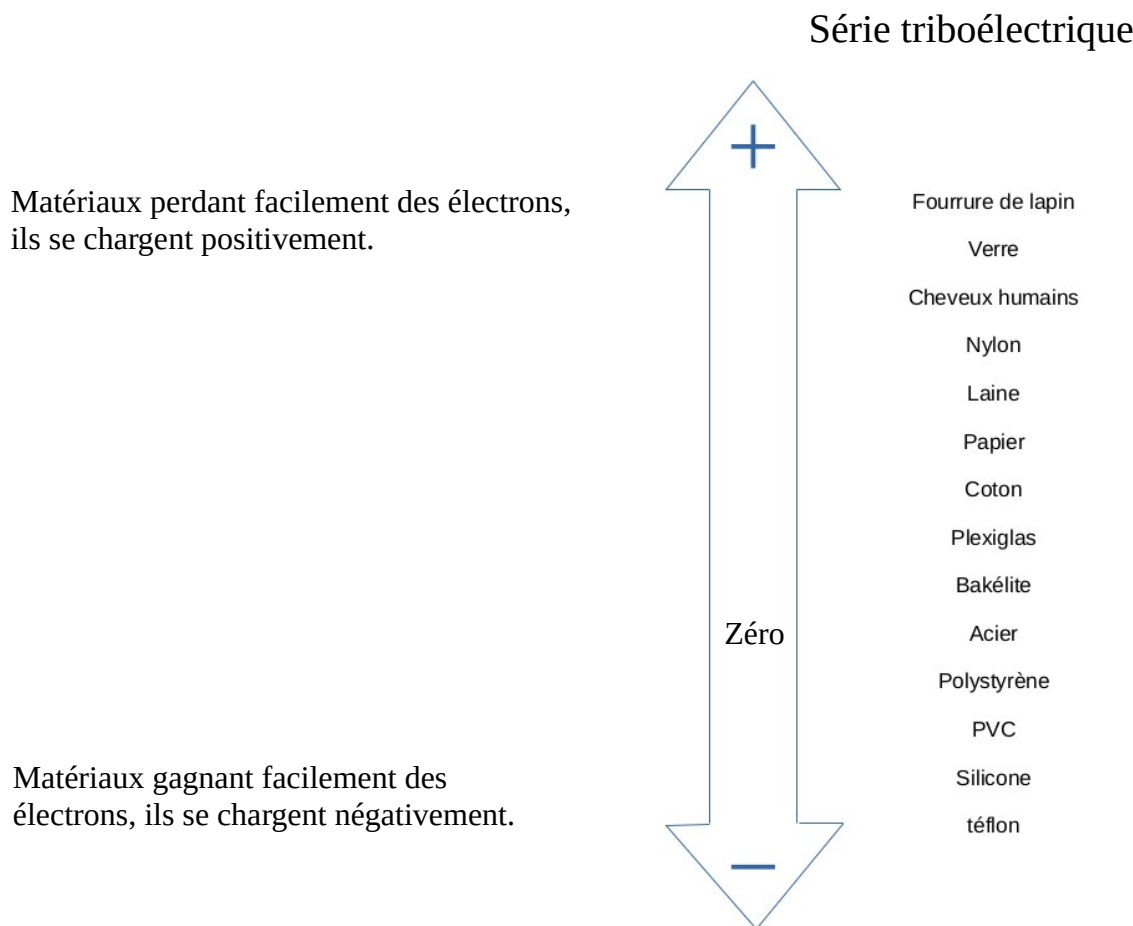 Série triboélectrique
+
Matériaux perdant facilement des électrons,
ils se chargent positivement.
Fourrure de lapin
Verre
Cheveux humains
Nylon
Laine
Papier
Coton
Plexiglas
Bakélite
Zéro
Acier
Polystyrène
PVC
Matériaux gagnant facilement des
électrons, ils se chargent négativement.
Silicone
téflon
−